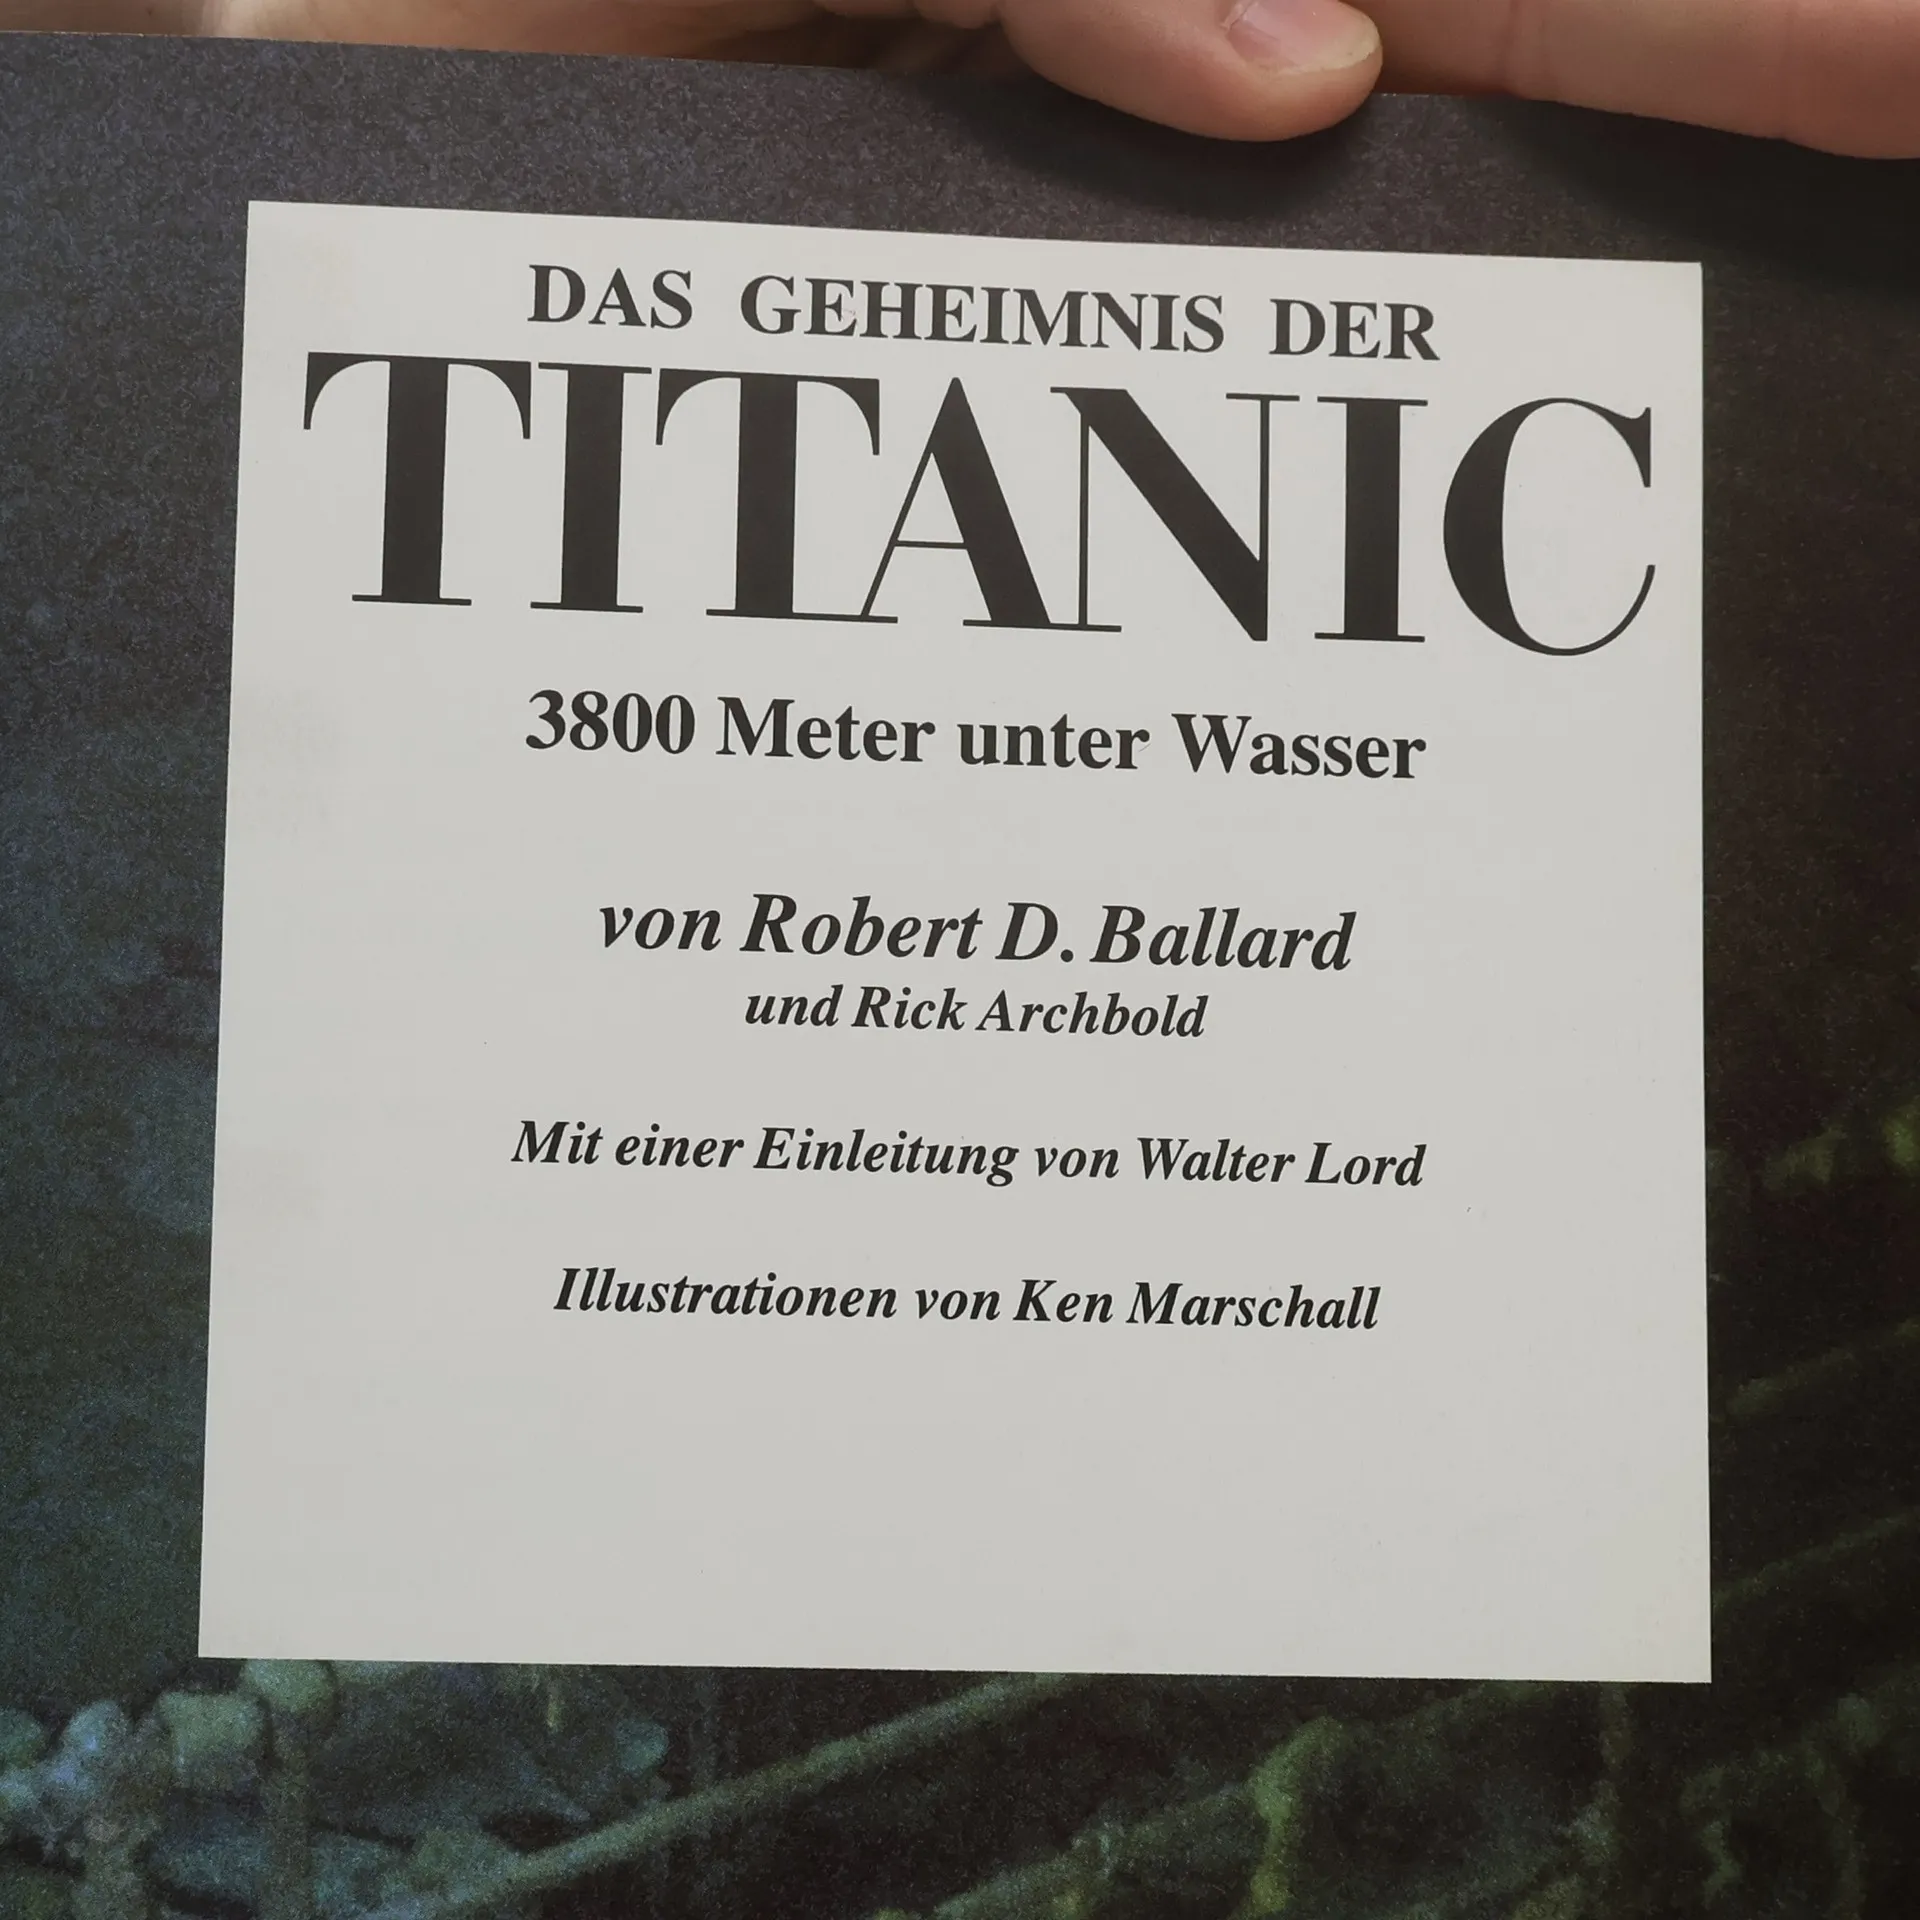 DAS GEHEIMNIS DER
TITANIC
3800 Meter unter Wasser
von Robert D. Ballard
und Rick Archbold
Mit einer Einleitung von Walter Lord
Illustrationen von Ken Marschall